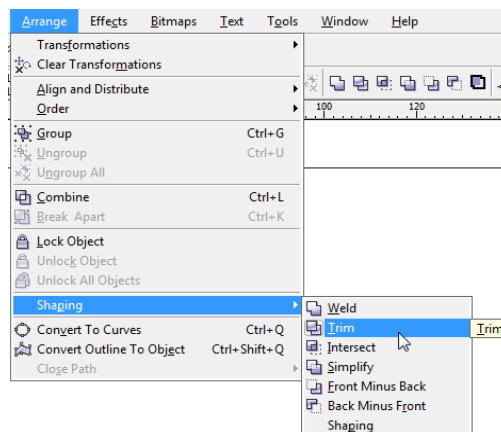 Arrange Effects Bitmaps Text Tools Window Help
Transformations
Clear Transformations
Align and Distribute
Order
100 120
Group Ctrl+G
Ungroup Ctrl+U
Ungroup All
Combine Ctrl+L
Break Apart Ctrl+K
Lock Object
Unlock Object
Unlock All Objects
Shaping
Weld
Convert To Curves Ctrl+Q
Trim Trim
Convert Outline To Object Ctrl+Shift+Q
Intersect
Close Path
Simplify
Front Minus Back
Back Minus Front
Shaping